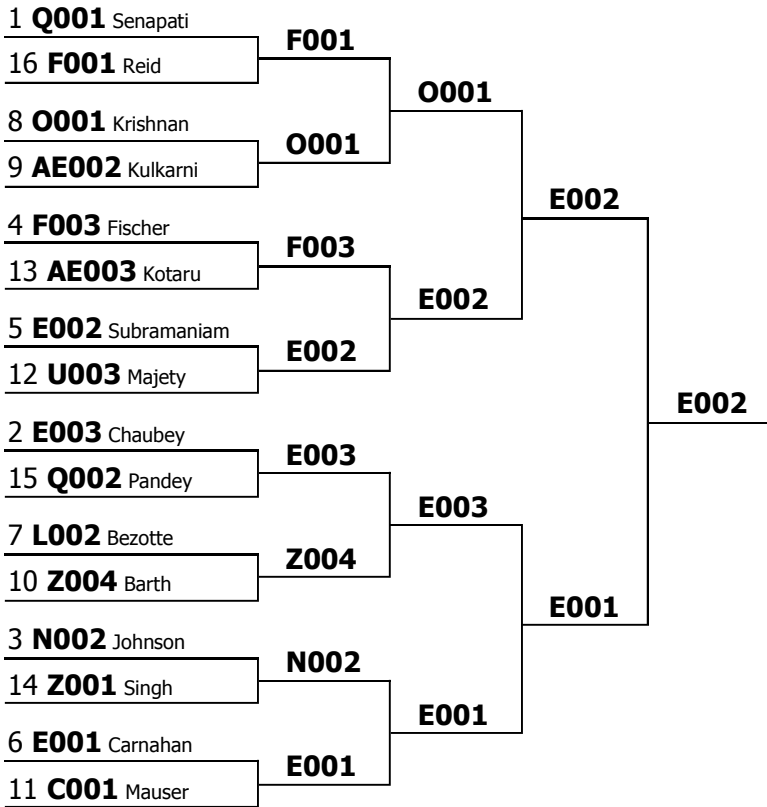 1 Q001 Senapati
16 F001 Reid
8 O001 Krishnan
9 AE002 Kulkarni
4 F003 Fischer
13 AE003 Kotaru
5 E002 Subramaniam
12 U003 Majety
2 E003 Chaubey
15 Q002 Pandey
7 L002 Bezotte
10 Z004 Barth
3 N002 Johnson
14 Z001 Singh
6 E001 Carnahan
11 C001 Mauser
F001
O001
F003
E002
E003
Z004
N002
E001
O001
E002
E003
E001
E002
E001
E002